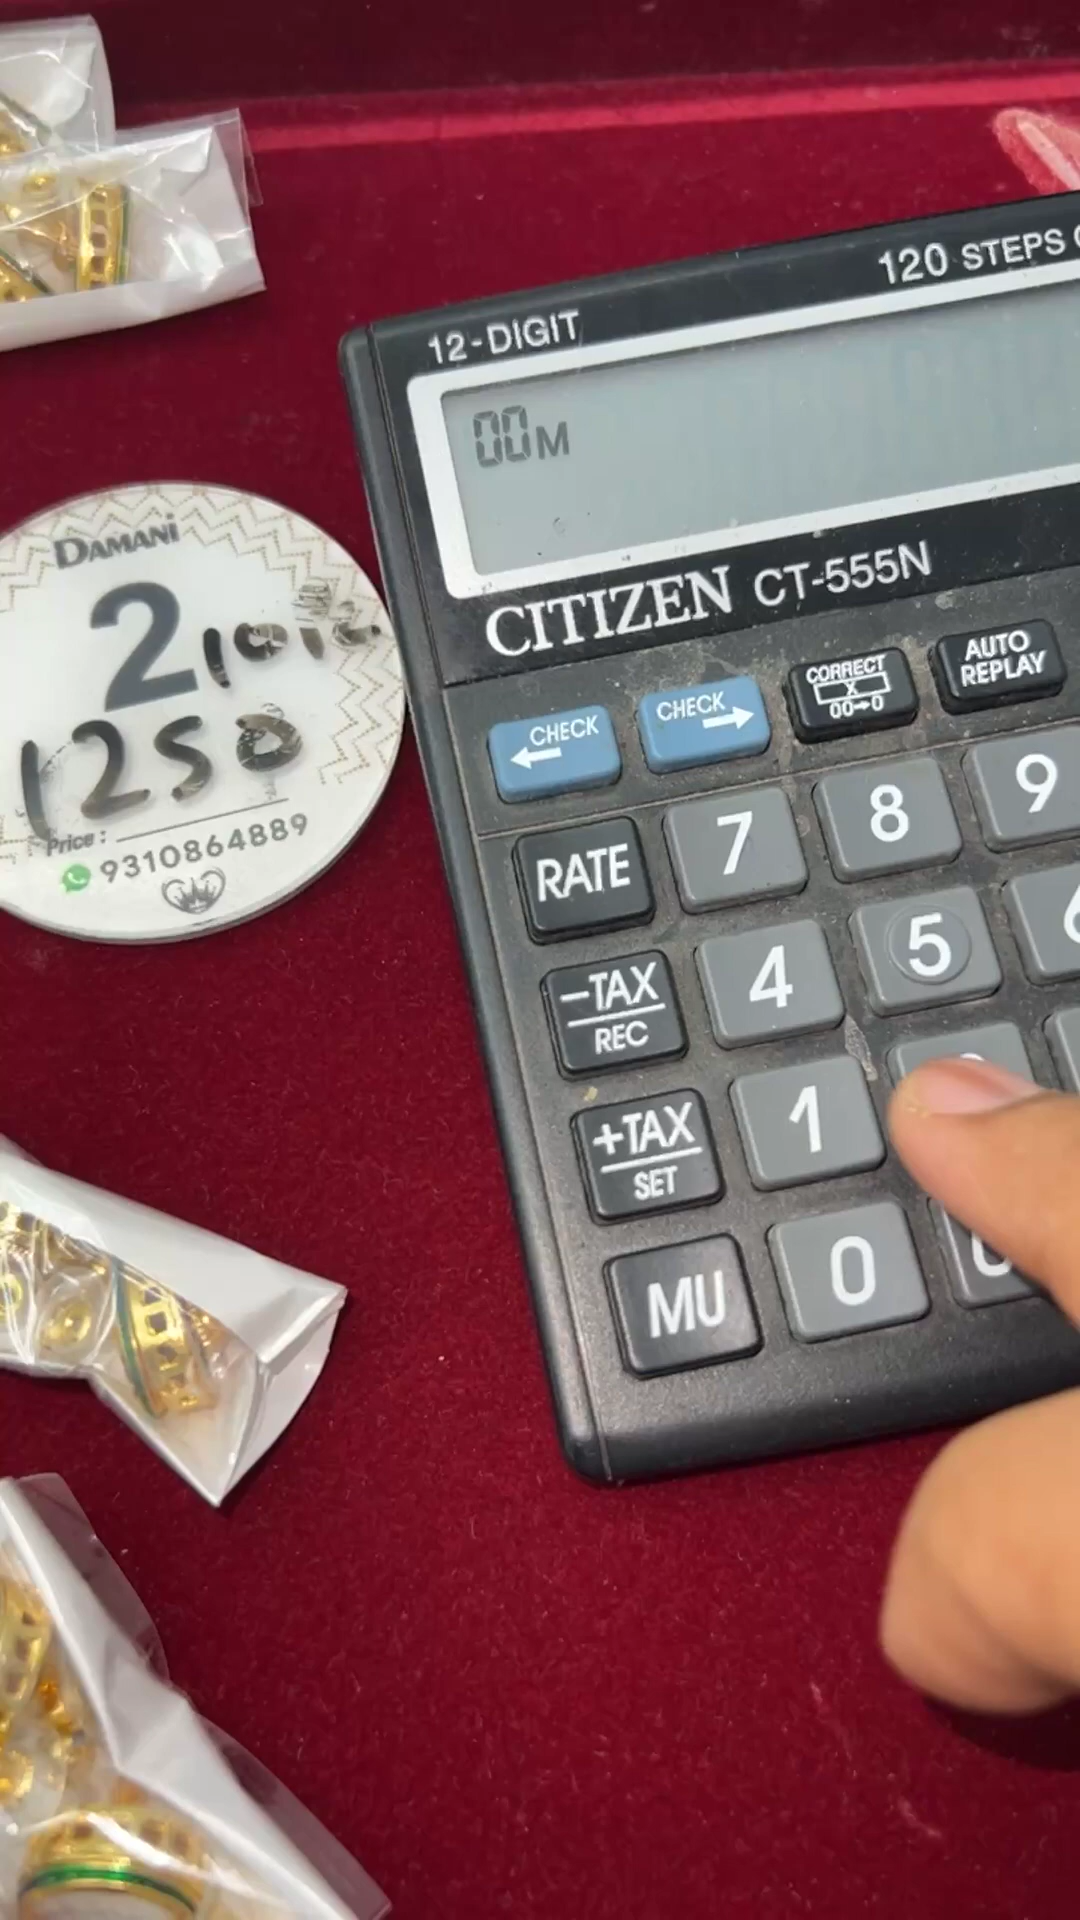 120 STEPS
12-DIGIT
00M
CITIZEN CT-555N
CHECK
CHECK
CORRECT
X
00→0
AUTO
REPLAY
RATE
7
8
9
-TAX
REC
4
5
+TAX
SET
1
MU
0
DAMANI
2
1250
Price :
9310864889